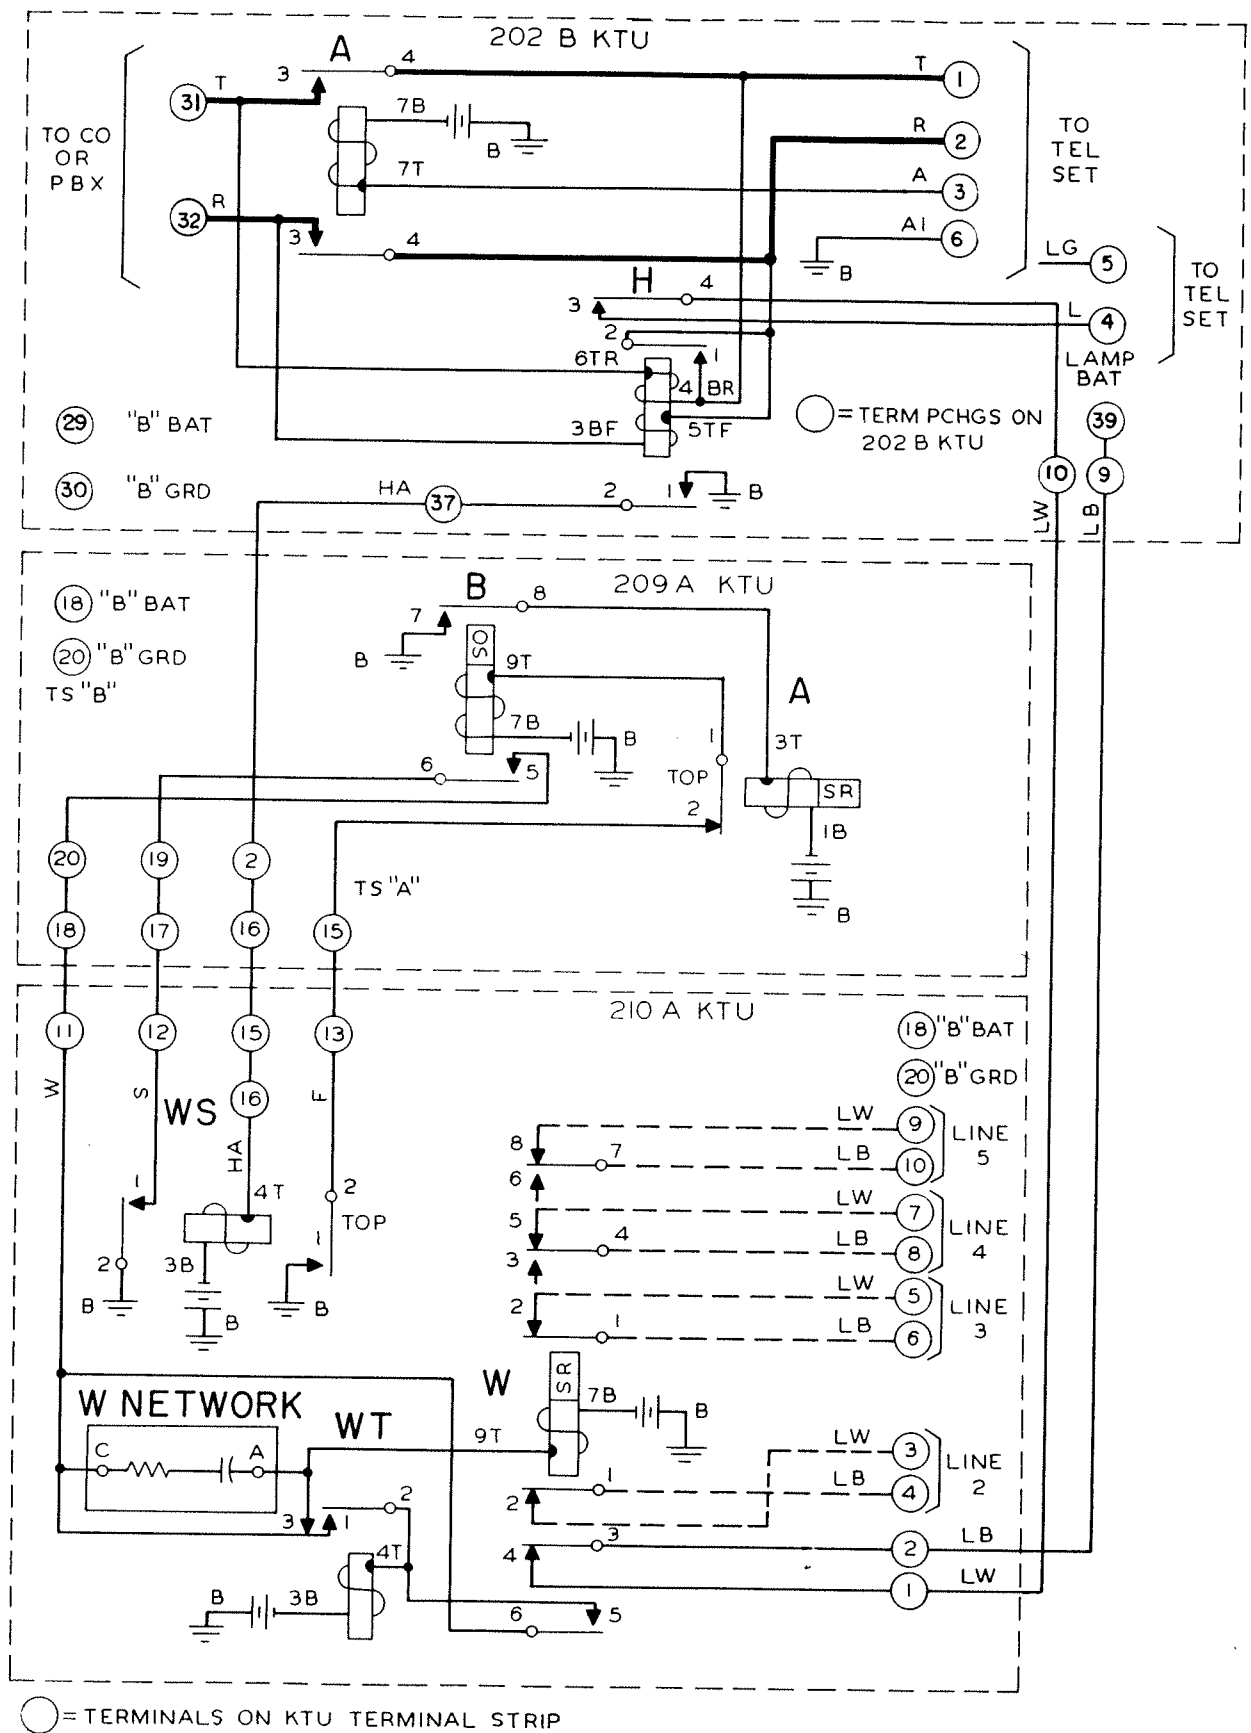 202 B KTU
A
4
3
T
T
1
31
7B
B
TO CO
OR
PBX
R
2
TO
TEL
SET
7T
A
3
R
32
3
4
A1
6
B
LG
5
H
4
3
L
4
TO
TEL
SET
2
1
6TR
4 BR
LAMP
BAT
29
"B" BAT
3BF
5TF
= TERM PCHGS ON
202 B KTU
39
30
"B" GRD
HA
37
2
1
B
10
9
LW
LB
209 A KTU
18
"B" BAT
B
8
7
B
SO
20
"B" GRD
TS "B"
9T
A
7B
B
1
3T
6
5
TOP
SR
2
1B
20
19
2
TS "A"
B
18
17
16
15
210 A KTU
11
12
15
13
18
"B" BAT
20
"B" GRD
W
S
WS
16
F
HA
LW
9
LINE
5
8
7
LB
10
6
1
4T
2
TOP
LW
7
LINE
4
5
4
LB
8
3
2
3B
1
LW
5
LINE
3
B
B
B
2
1
LB
6
W
SR
W NETWORK
WT
7B
B
C
A
9T
LW
3
LINE
2
1
LB
4
2
3
1
2
3
LB
2
4T
4
LW
1
B
3B
6
5
= TERMINALS ON KTU TERMINAL STRIP